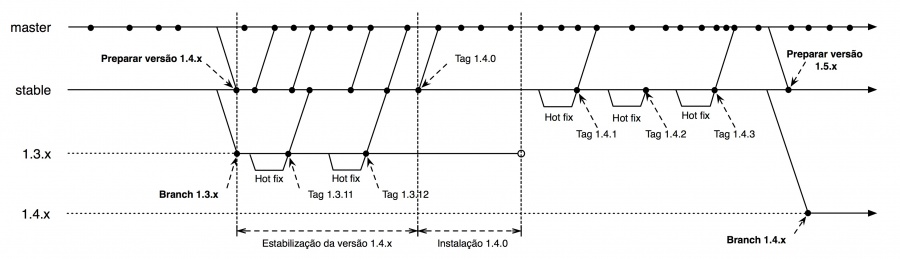 master
Preparar versão 1.4.x
Tag 1.4.0
Preparar versão
1.5.x
stable
Hot fix
Hot fix
Hot fix
Tag 1.4.1
Tag 1.4.2
Tag 1.4.3
1.3.x
Hot fix
Hot fix
Branch 1.3.x
Tag 1.3.11
Tag 1.3.12
1.4.x
Estabilização da versão 1.4.x
Instalação 1.4.0
Branch 1.4.x